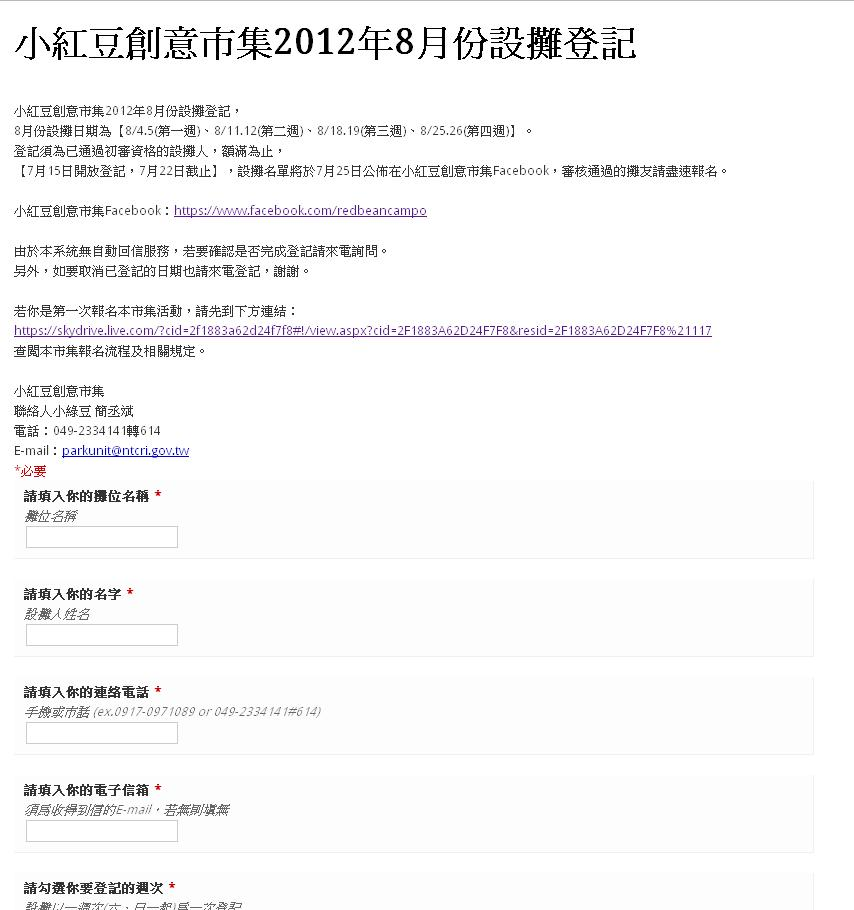 小紅豆創意市集2012年8月份設攤登記
小紅豆創意市集2012年8月份設攤登記，
8月份設攤日期為【8/4.5(第一週)、8/11.12(第二週)、8/18.19(第三週)、8/25.26(第四週)】。
登記須為已通過初審資格的設攤人，額滿為止，
【7月15日開放登記，7月22日截止】，設攤名單將於7月25日公佈在小紅豆創意市集Facebook，審核通過的攤友請盡速報名。
小紅豆創意市集Facebook：https://www.facebook.com/redbeancampo
由於本系統無自動回信服務，若要確認是否完成登記請來電詢問。
另外，如要取消已登記的日期也請來電登記，謝謝。
若你是第一次報名本市集活動，請先到下方連結：
https://skydrive.live.com/?cid=2f1883a62d24f7f8#!/view.aspx?cid=2F1883A62D24F7F8&resid=2F1883A62D24F7F8%21117
查閱本市集報名流程及相關規定。
小紅豆創意市集
聯絡人小綠豆 簡丞斌
電話：049-2334141轉614
E-mail：parkunit@ntcri.gov.tw
*必要
請填入你的攤位名稱 *
攤位名稱
請填入你的名字 *
設攤人姓名
請填入你的連絡電話 *
手機或市話 (ex.0917-0971089 or 049-2334141#614)
請填入你的電子信箱 *
須為收得到信的E-mail，若無則填無
請勾選你要登記的週次 *
設攤以一週次(六、日一起)為一次登記